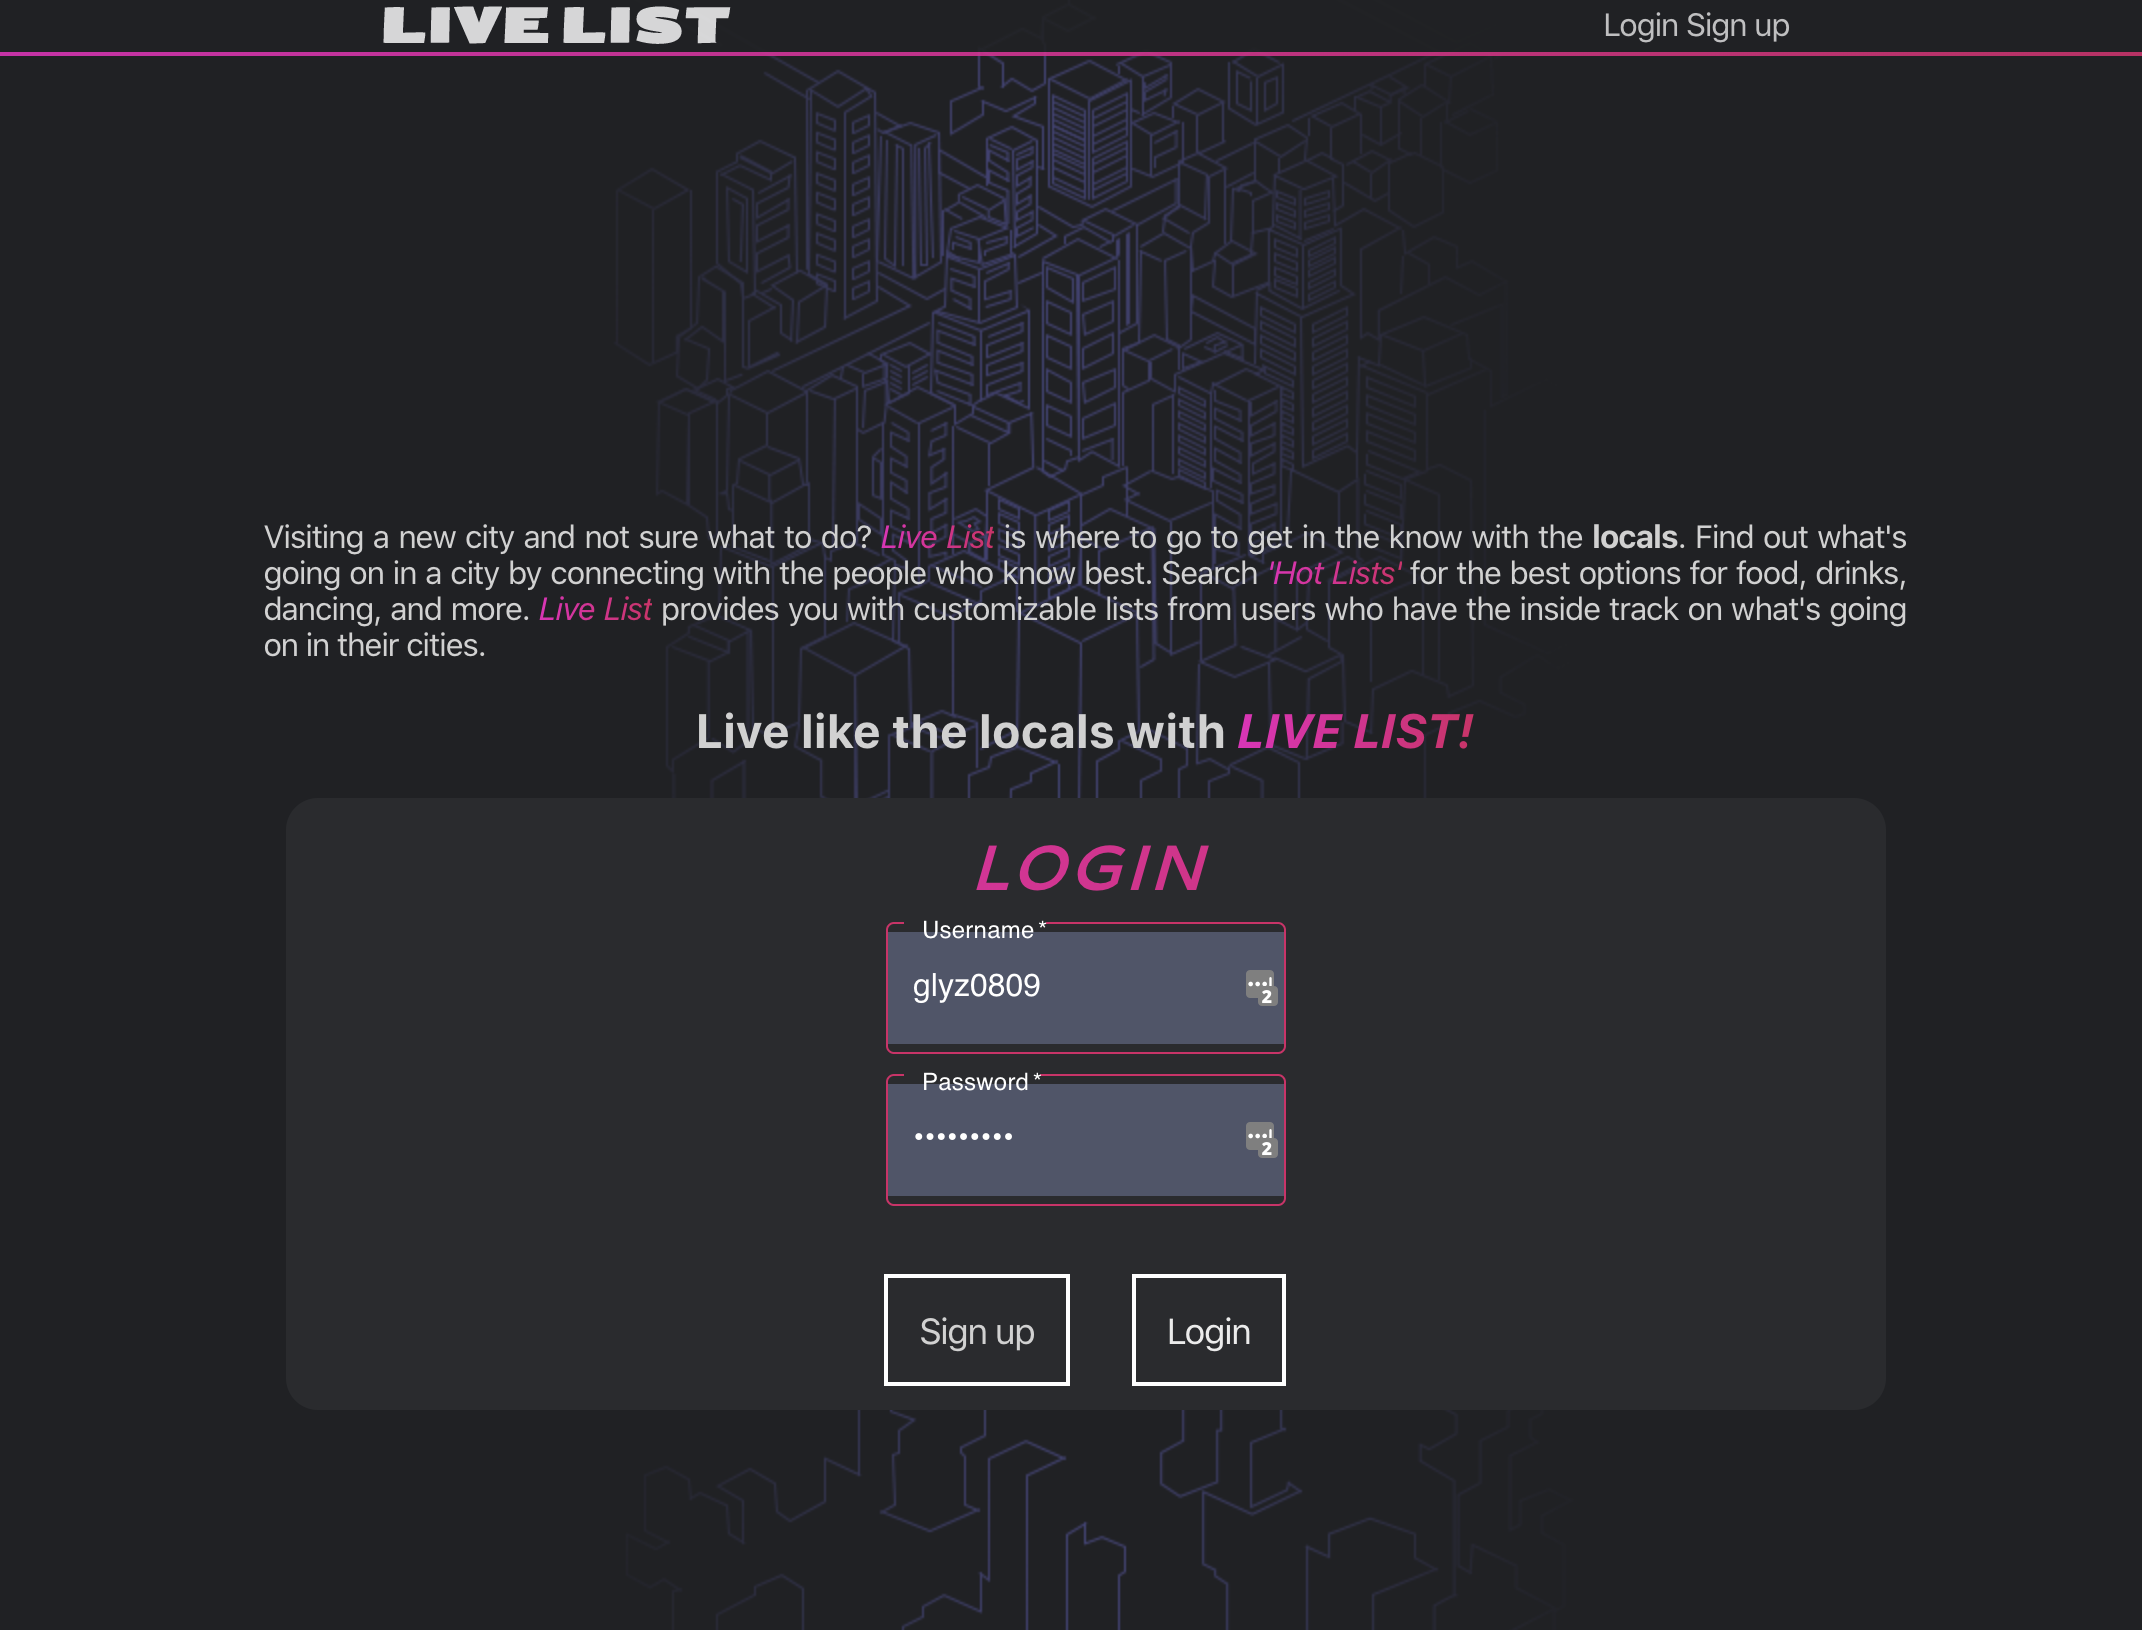 LIVE LIST
Login Sign up
Visiting a new city and not sure what to do? Live List is where to go to get in the know with the locals. Find out what's
going on in a city by connecting with the people who know best. Search 'Hot Lists' for the best options for food, drinks,
dancing, and more. Live List provides you with customizable lists from users who have the inside track on what's going
on in their cities.
Live like the locals with LIVE LIST!
LOGIN
Username *
glyz0809
2
Password *
•••••••••
2
Sign up
Login